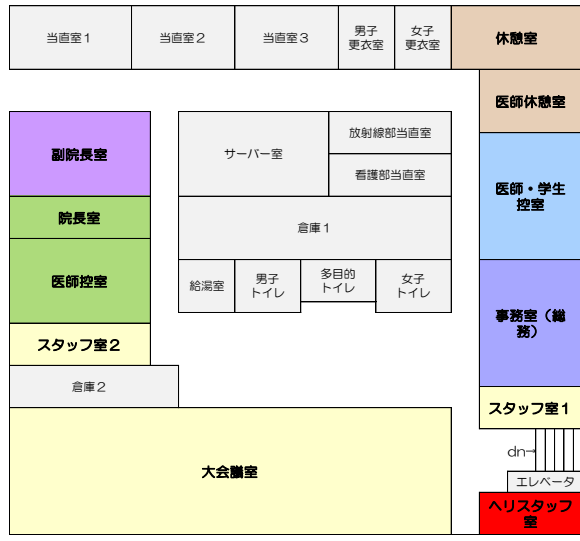 当直室１
当直室２
当直室３
男子
更衣室
女子
更衣室
休憩室
医師休憩室
副院長室
サーバー室
放射線部当直室
看護部当直室
医師・学生
控室
院長室
倉庫１
医師控室
給湯室
男子
トイレ
多目的
トイレ
女子
トイレ
事務室（総
務）
スタッフ室２
倉庫２
スタッフ室１
dn→
大会議室
エレベータ
ヘリスタッフ
室